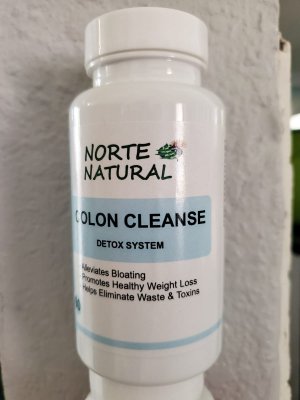 NORTE
NATURAL
COLON CLEANSE
DETOX SYSTEM
Alleviates Bloating
Promotes Healthy Weight Loss
Helps Eliminate Waste & Toxins